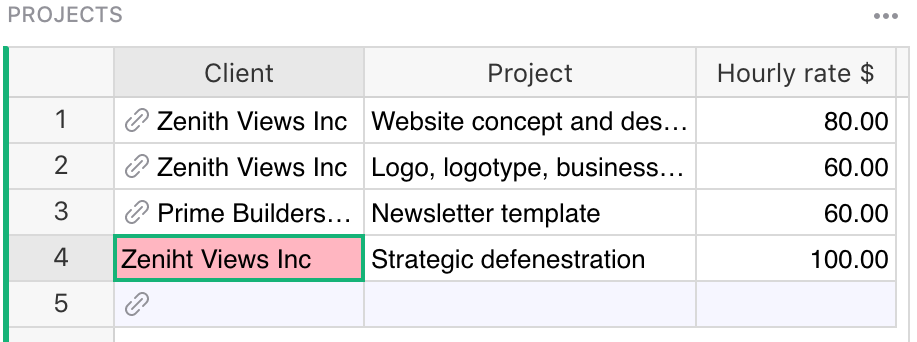 PROJECTS
Client Project Hourly rate $
1 Zenith Views Inc Website concept and des… 80.00
2 Zenith Views Inc Logo, logotype, business… 60.00
3 Prime Builders… Newsletter template 60.00
4 Zeniht Views Inc Strategic defenestration 100.00
5